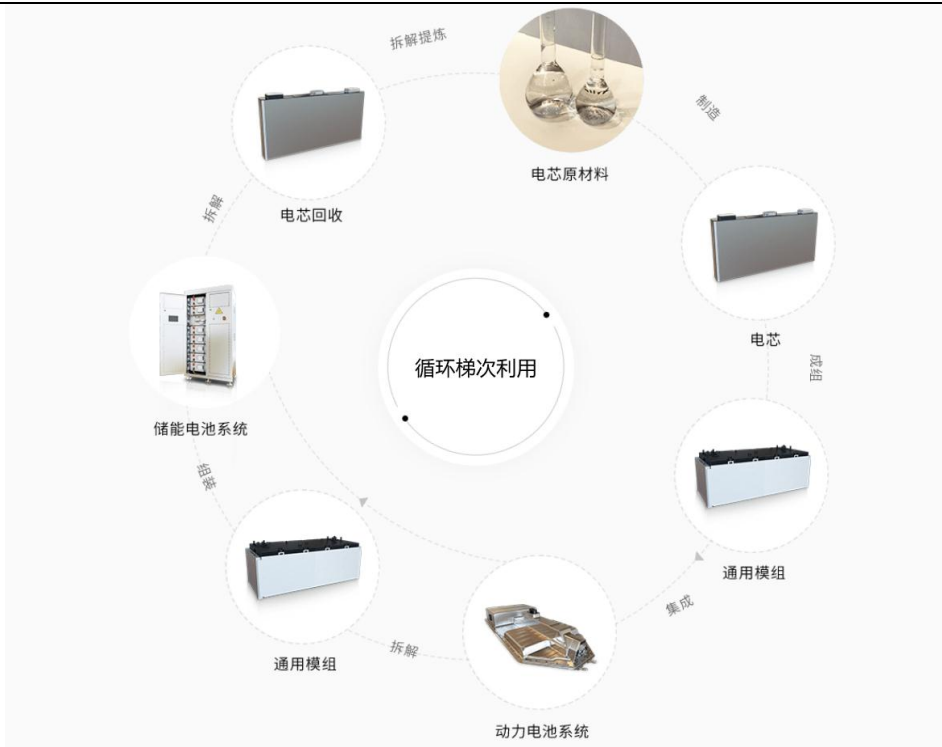 拆解提炼
制造
电芯原材料
电芯回收
拆解
电芯
循环梯次利用
成组
储能电池系统
组装
通用模组
集成
拆解
通用模组
动力电池系统